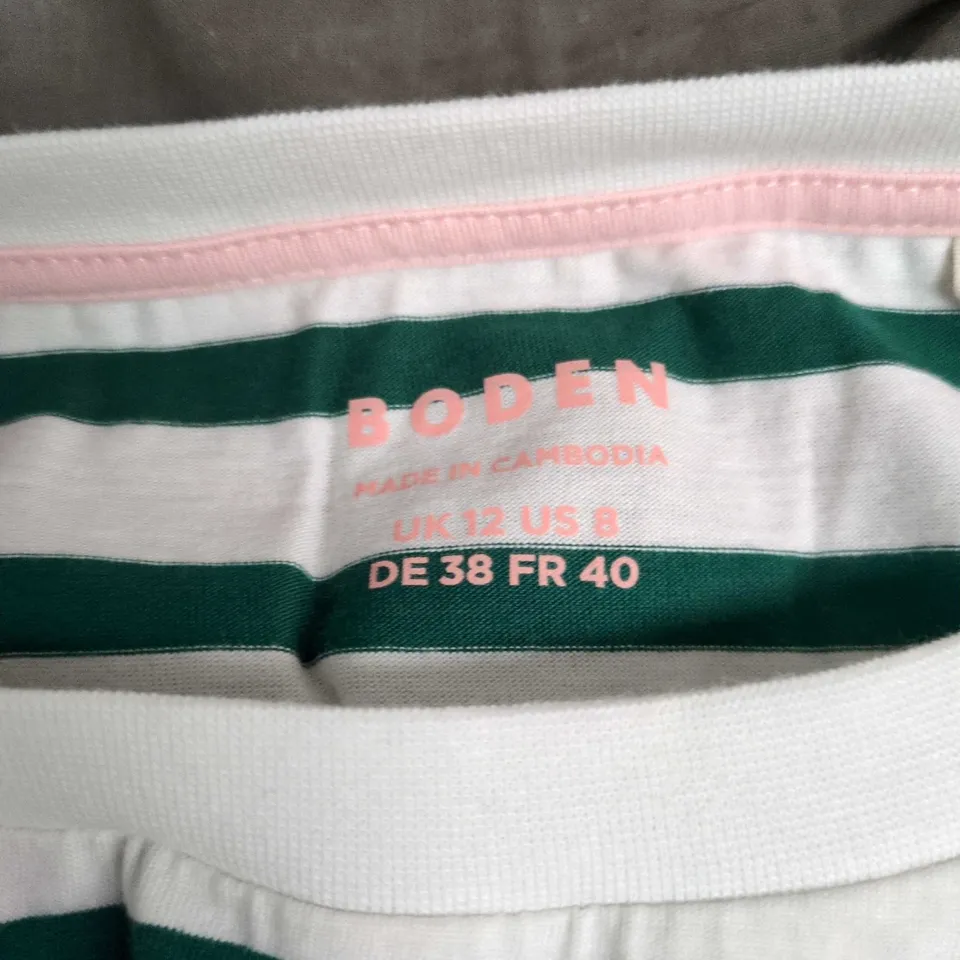 BODEN
MADE IN CAMBODIA
UK 12 US 8
DE 38 FR 40